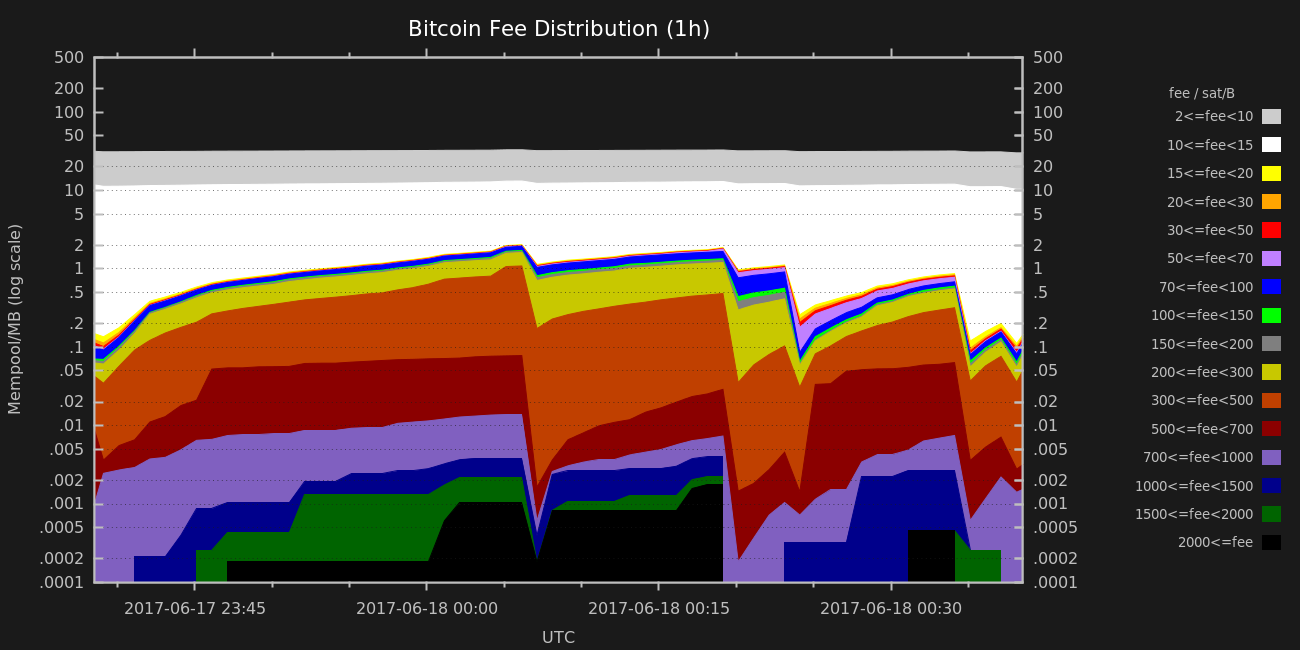 Bitcoin Fee Distribution (1h)
500 500
200 200
100 100
50 50
20 20
10 10
5 5
2 2
1 1
.5 .5
.2 .2
.1 .1
.05 .05
.02 .02
.01 .01
.005 .005
.002 .002
.001 .001
.0005 .0005
.0002 .0002
.0001 .0001
Mempool/MB (log scale)
2017-06-17 23:45 2017-06-18 00:00 2017-06-18 00:15 2017-06-18 00:30
UTC
fee / sat/B
2<=fee<10
10<=fee<15
15<=fee<20
20<=fee<30
30<=fee<50
50<=fee<70
70<=fee<100
100<=fee<150
150<=fee<200
200<=fee<300
300<=fee<500
500<=fee<700
700<=fee<1000
1000<=fee<1500
1500<=fee<2000
2000<=fee